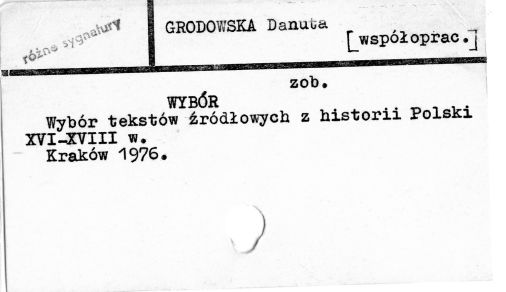 różne sygnatury
GRODOWSKA Danuta
[współoprac.]
zob.
WYBÓR
Wybór tekstów źródłowych z historii Polski
XVI-XVIII w.
Kraków 1976.